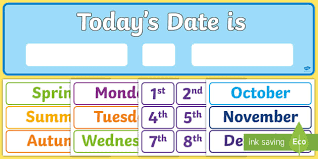 Today's Date is
Sprin Mond 1st 2nd October
Summ Tuesd 4th 5th November
Autum Wednes 7th 8th De
ink saving Eco